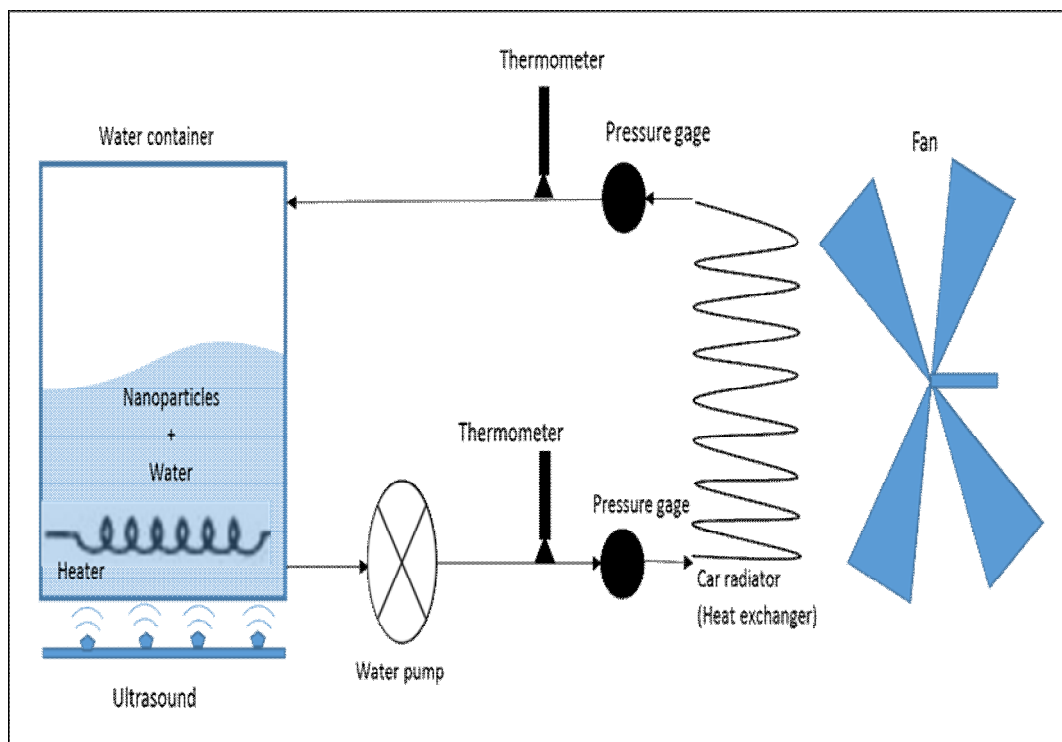 Thermometer
Water container
Pressure gage
Fan
Nanoparticles
+
Water
Heater
Thermometer
Pressure gage
Car radiator
(Heat exchanger)
Water pump
Ultrasound